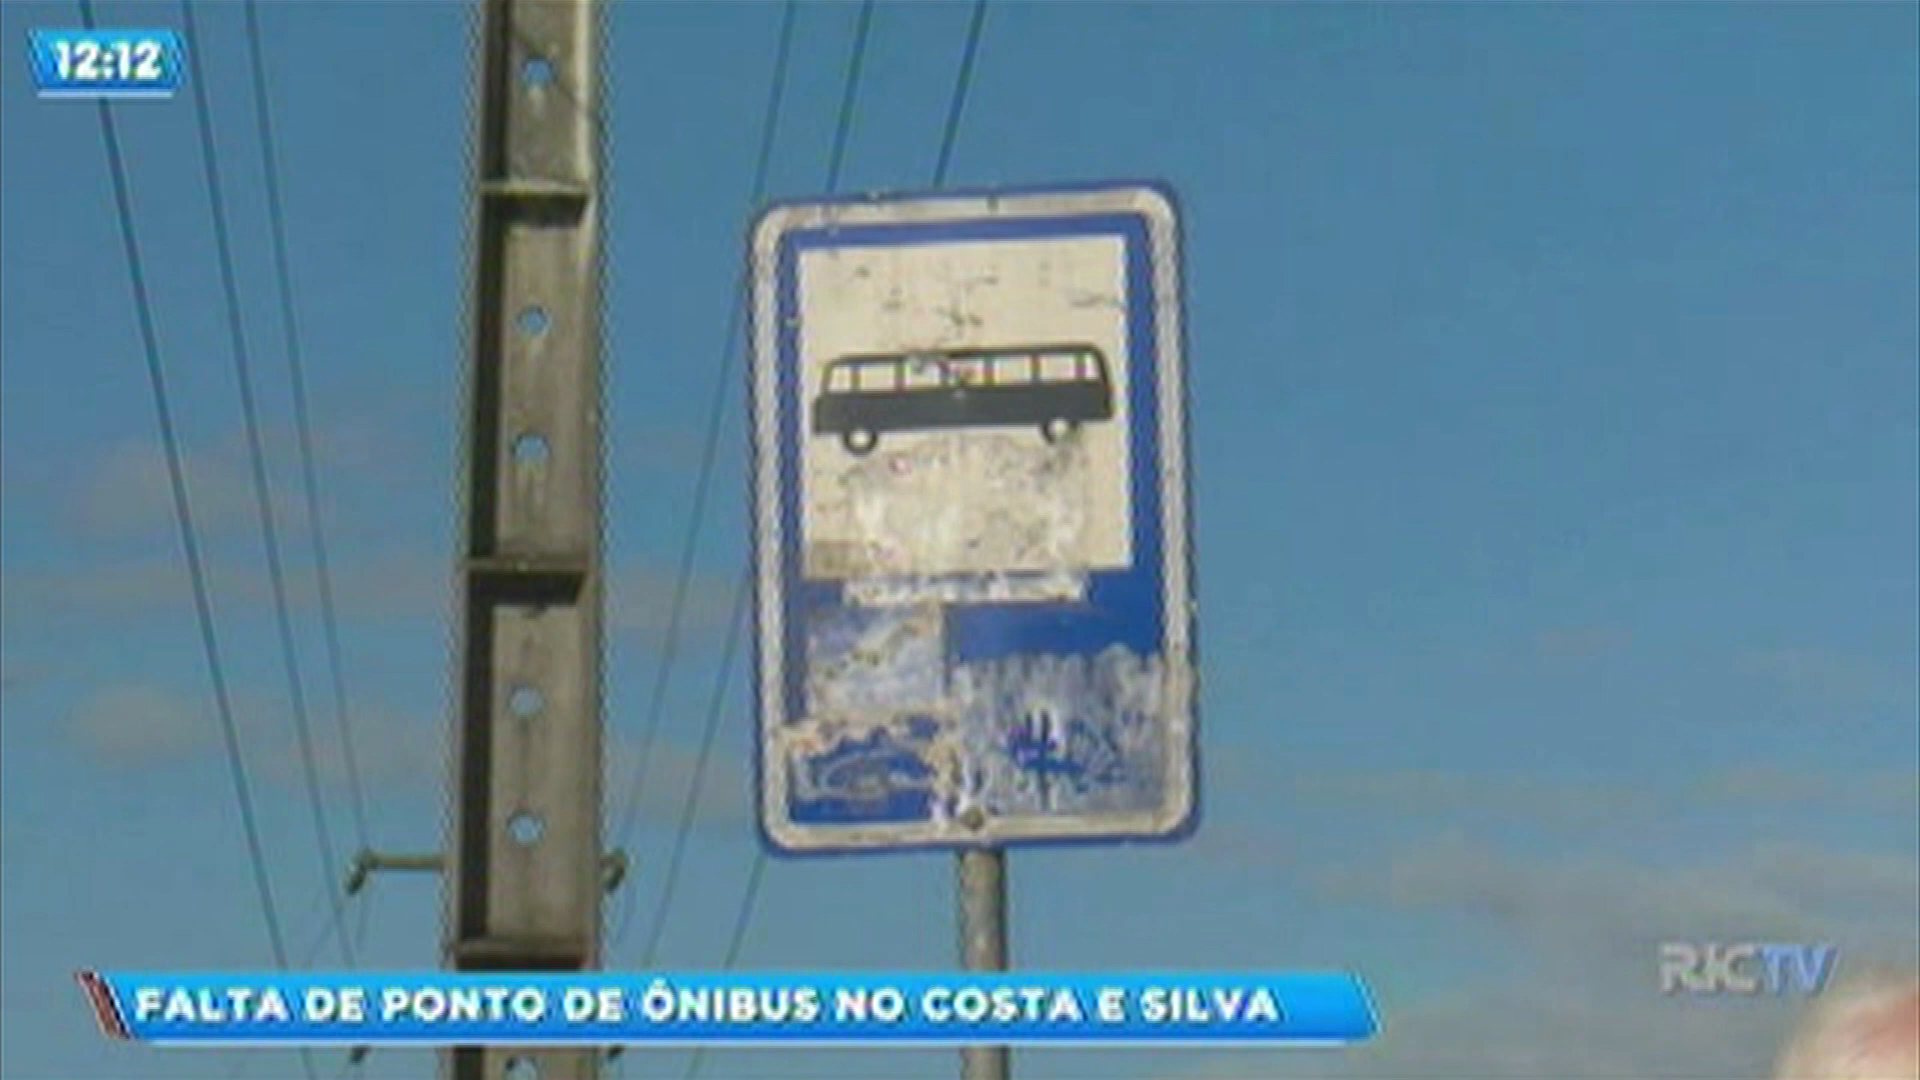 12:12
FALTA DE PONTO DE ÔNIBUS NO COSTA E SILVA
RICTV